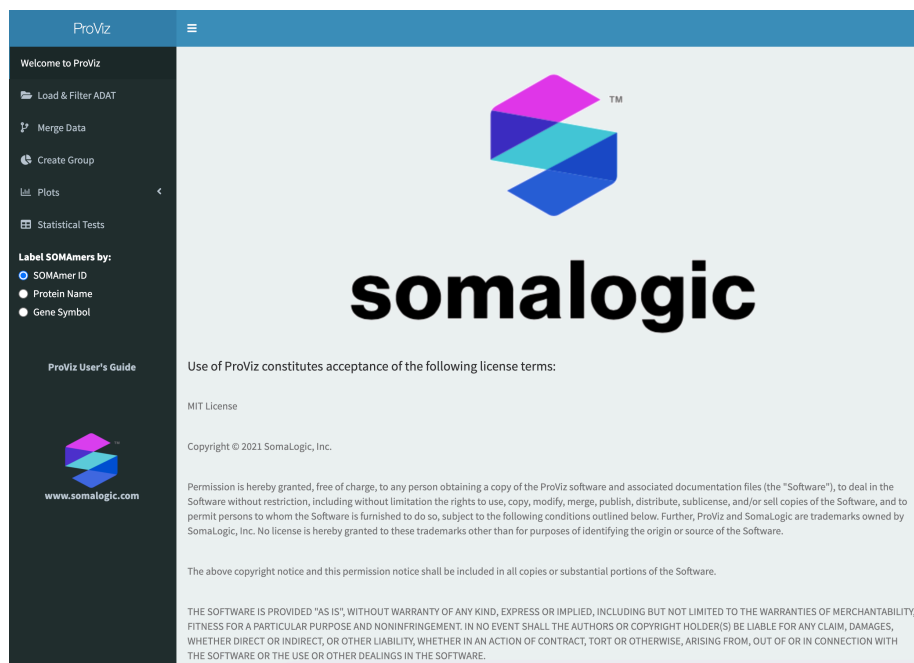 ProViz
Welcome to ProViz
Load & Filter ADAT
Merge Data
Create Group
Plots
Statistical Tests
Label SOMAmers by:
SOMAmer ID
Protein Name
Gene Symbol
ProViz User's Guide
TM
www.somalogic.com
TM
somalogic
Use of ProViz constitutes acceptance of the following license terms:
MIT License
Copyright © 2021 SomaLogic, Inc.
Permission is hereby granted, free of charge, to any person obtaining a copy of the ProViz software and associated documentation files (the "Software"), to deal in the
Software without restriction, including without limitation the rights to use, copy, modify, merge, publish, distribute, sublicense, and/or sell copies of the Software, and to
permit persons to whom the Software is furnished to do so, subject to the following conditions outlined below. Further, ProViz and SomaLogic are trademarks owned by
SomaLogic, Inc. No license is hereby granted to these trademarks other than for purposes of identifying the origin or source of the Software.
The above copyright notice and this permission notice shall be included in all copies or substantial portions of the Software.
THE SOFTWARE IS PROVIDED "AS IS", WITHOUT WARRANTY OF ANY KIND, EXPRESS OR IMPLIED, INCLUDING BUT NOT LIMITED TO THE WARRANTIES OF MERCHANTABILITY,
FITNESS FOR A PARTICULAR PURPOSE AND NONINFRINGEMENT. IN NO EVENT SHALL THE AUTHORS OR COPYRIGHT HOLDER(S) BE LIABLE FOR ANY CLAIM, DAMAGES,
WHETHER DIRECT OR INDIRECT, OR OTHER LIABILITY, WHETHER IN AN ACTION OF CONTRACT, TORT OR OTHERWISE, ARISING FROM, OUT OF OR IN CONNECTION WITH
THE SOFTWARE OR THE USE OR OTHER DEALINGS IN THE SOFTWARE.